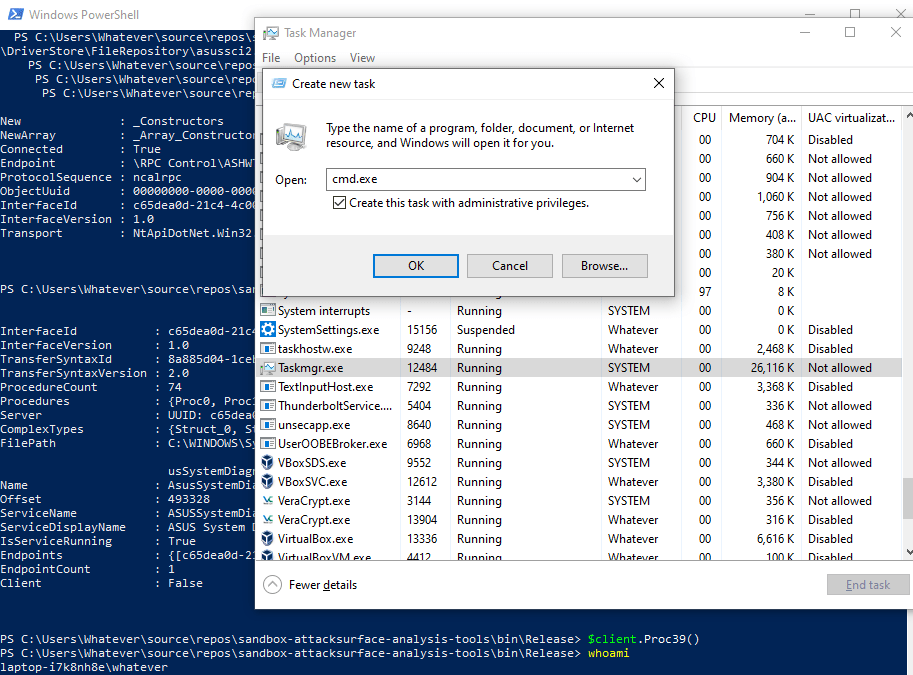 Windows PowerShell
PS C:\Users\Whatever\source\repos\
\DriverStore\FileRepository\asussci2
PS C:\Users\Whatever\source\repo
PS C:\Users\Whatever\source\rep
PS C:\Users\Whatever\source\re
New : _Constructors
NewArray : _Array_Constructor
Connected : True
Endpoint : \RPC Control\ASHW
ProtocolSequence : ncalrpc
ObjectUuid : 00000000-0000-0000
InterfaceId : c65dea0d-21c4-4c00
InterfaceVersion : 1.0
Transport : NtApiDotNet.Win32
PS C:\Users\Whatever\source\repos\san
InterfaceId : c65dea0d-21c4
InterfaceVersion : 1.0
TransferSyntaxId : 8a885d04-1ceb
TransferSyntaxVersion : 2.0
ProcedureCount : 74
Procedures : {Proc0, Proc1
Server : UUID: c65dea0
ComplexTypes : {Struct_0, St
FilePath : C:\WINDOWS\Sy
usSystemDiagn
Name : AsusSystemDia
Offset : 493328
ServiceName : ASUSSystemDia
ServiceDisplayName : ASUS System D
IsServiceRunning : True
Endpoints : {[c65dea0d-21
EndpointCount : 1
Client : False
PS C:\Users\Whatever\source\repos\sandbox-attacksurface-analysis-tools\bin\Release> $client.Proc39()
PS C:\Users\Whatever\source\repos\sandbox-attacksurface-analysis-tools\bin\Release> whoami
laptop-i7k8nh8e\whatever
Task Manager
File Options View
Create new task
Type the name of a program, folder, document, or Internet
resource, and Windows will open it for you.
Open: cmd.exe
Create this task with administrative privileges.
OK Cancel Browse...
CPU Memory (a... UAC virtualizat...
00 704 K Disabled
00 660 K Not allowed
00 904 K Not allowed
00 1,060 K Not allowed
00 756 K Not allowed
00 408 K Not allowed
00 380 K Not allowed
00 20 K
97 8 K
System interrupts - Running SYSTEM 00 0 K
SystemSettings.exe 15156 Suspended Whatever 00 0 K Disabled
taskhostw.exe 9248 Running Whatever 00 2,468 K Disabled
Taskmgr.exe 12484 Running SYSTEM 00 26,116 K Not allowed
TextInputHost.exe 7292 Running Whatever 00 3,368 K Disabled
ThunderboltService.... 5404 Running SYSTEM 00 336 K Not allowed
unsecapp.exe 8640 Running SYSTEM 00 468 K Not allowed
UserOOBEBroker.exe 6968 Running Whatever 00 660 K Disabled
VBoxSDS.exe 9552 Running SYSTEM 00 344 K Not allowed
VBoxSVC.exe 12612 Running Whatever 00 3,380 K Disabled
VeraCrypt.exe 3144 Running SYSTEM 00 356 K Not allowed
VeraCrypt.exe 13904 Running Whatever 00 316 K Disabled
VirtualBox.exe 13336 Running Whatever 00 6,616 K Disabled
VirtualBoxVM.exe 4412 Running Whatever 00 100 K Disabled
Fewer details
End task